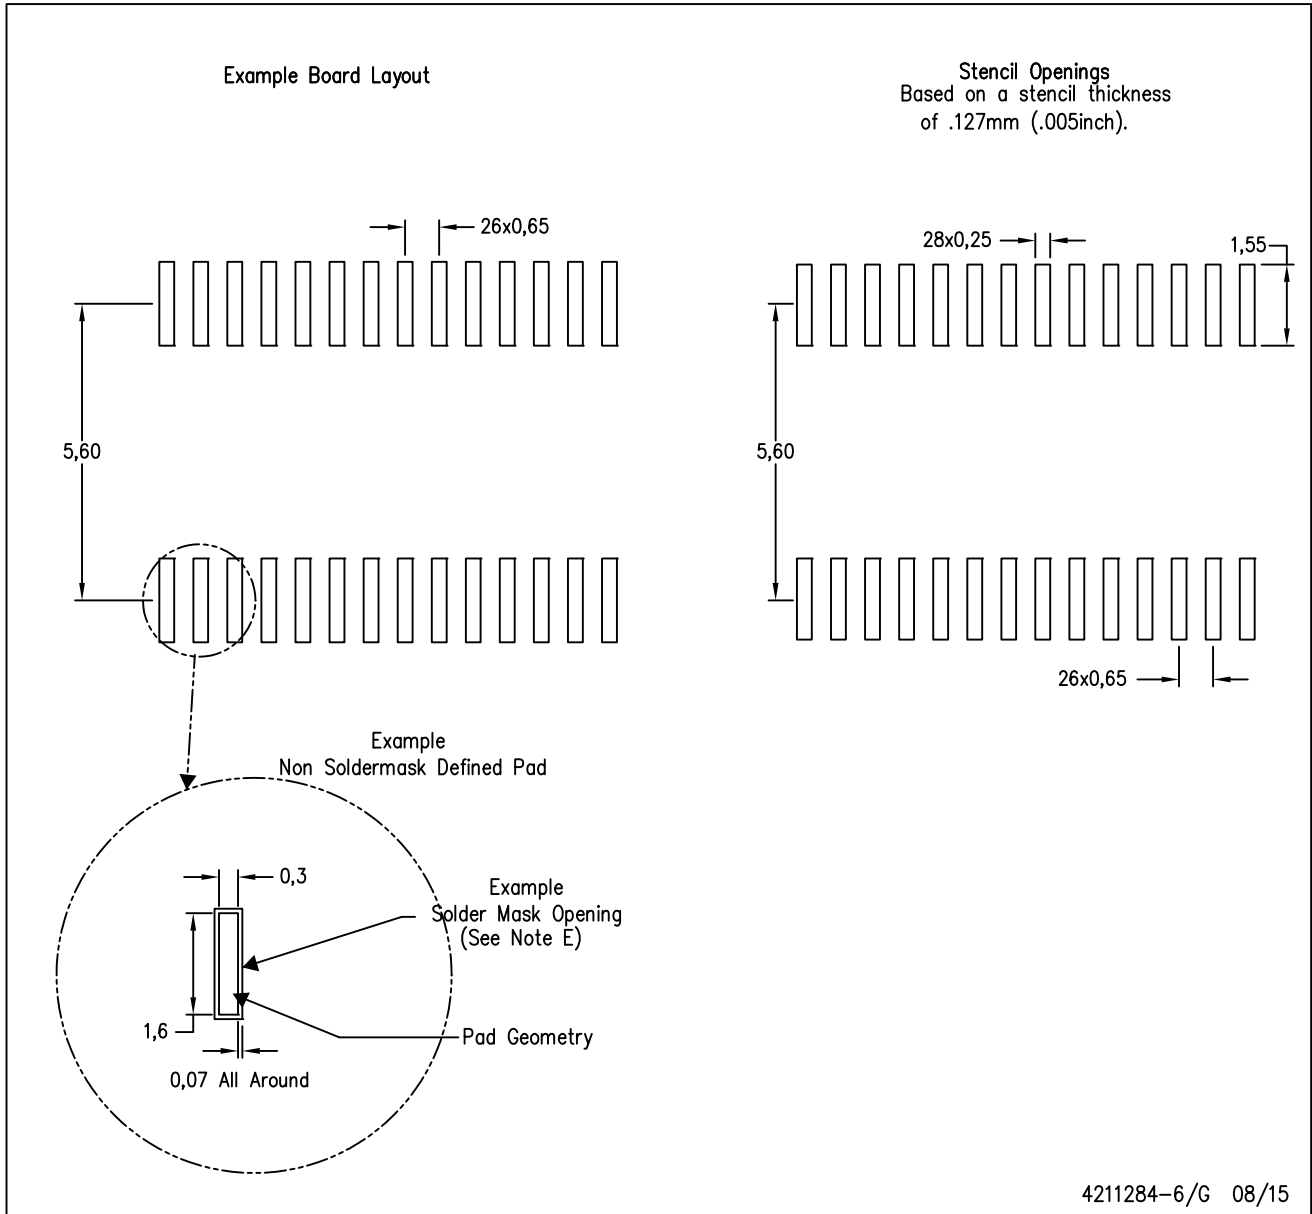 Example Board Layout
Stencil Openings
Based on a stencil thickness
of .127mm (.005inch).
26x0,65
28x0,25
1,55
5,60
5,60
26x0,65
Example
Non Soldermask Defined Pad
0,3
Example
Solder Mask Opening
(See Note E)
1,6
Pad Geometry
0,07 All Around
4211284-6/G 08/15